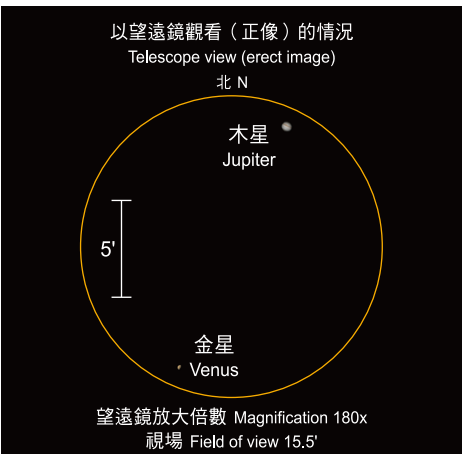 以望遠鏡觀看（正像）的情況
Telescope view (erect image)
北 N
木星
Jupiter
5'
金星
Venus
望遠鏡放大倍數 Magnification 180x
視場 Field of view 15.5'